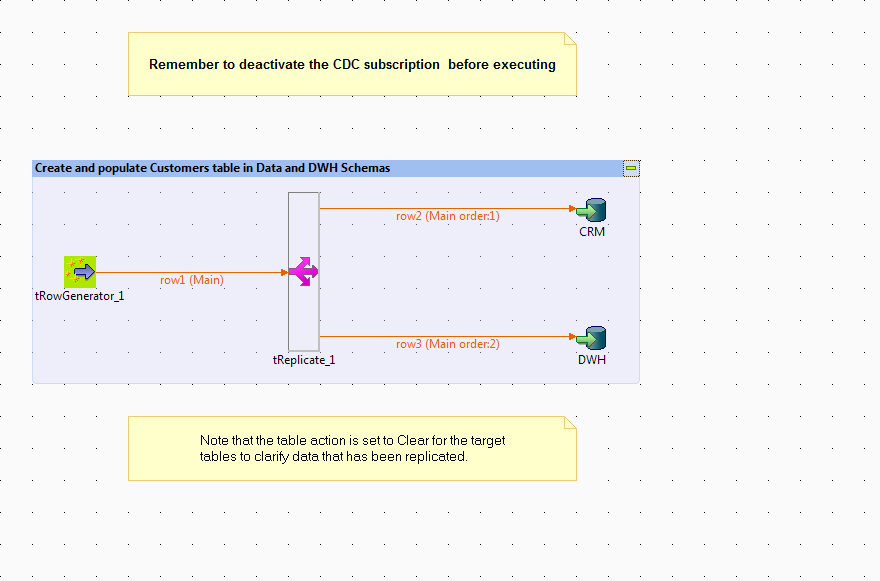 Remember to deactivate the CDC subscription  before executing
Create and populate Customers table in Data and DWH Schemas
row2 (Main order:1)
CRM
row1 (Main)
tRowGenerator_1
row3 (Main order:2)
tReplicate_1
DWH
Note that the table action is set to Clear for the target
tables to clarify data that has been replicated.